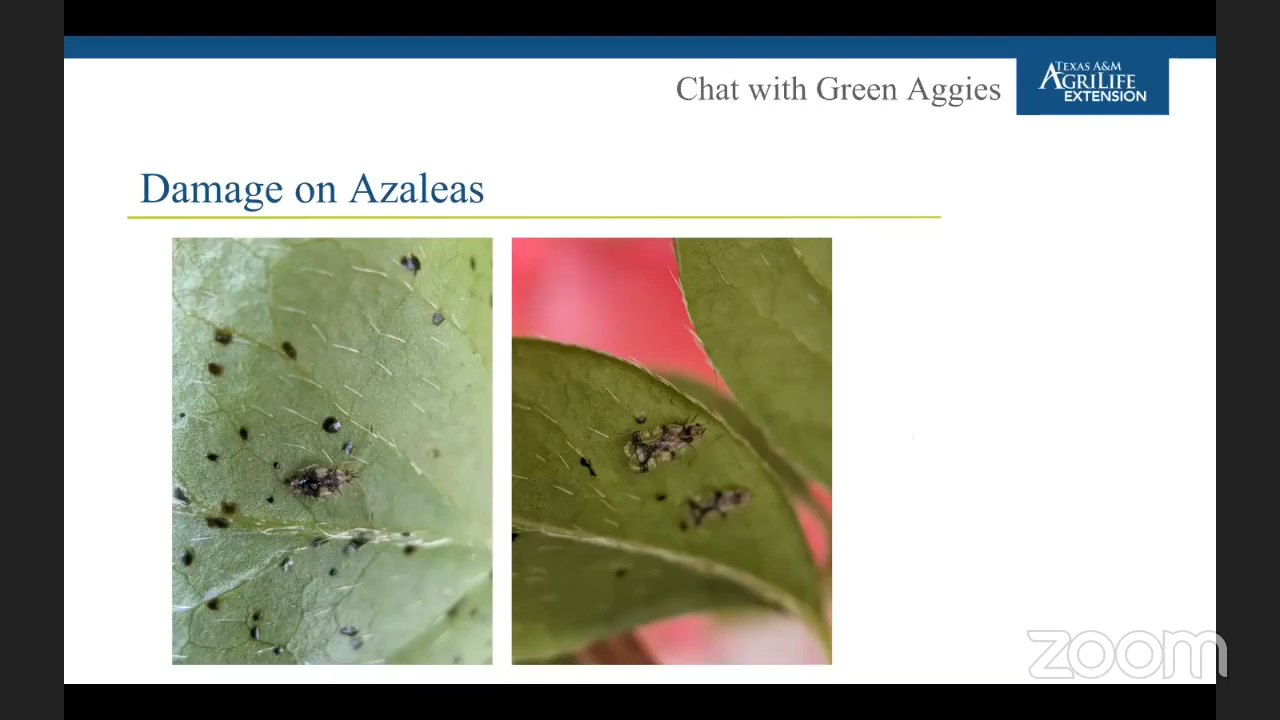 Chat with Green Aggies
TEXAS A&M
AGRILIFE
EXTENSION
Damage on Azaleas
zoom